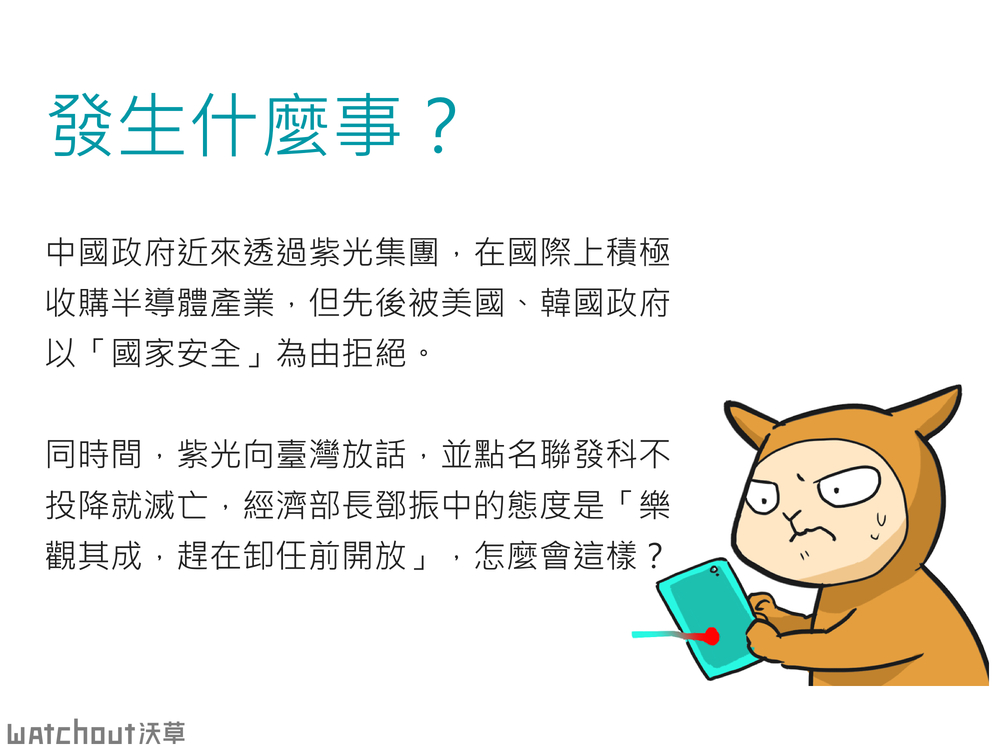 發生什麼事？
中國政府近來透過紫光集團，在國際上積極
收購半導體產業，但先後被美國、韓國政府
以「國家安全」為由拒絕。
同時間，紫光向臺灣放話，並點名聯發科不
投降就滅亡，經濟部長鄧振中的態度是「樂
觀其成，趕在卸任前開放」，怎麼會這樣？
watchout沃草